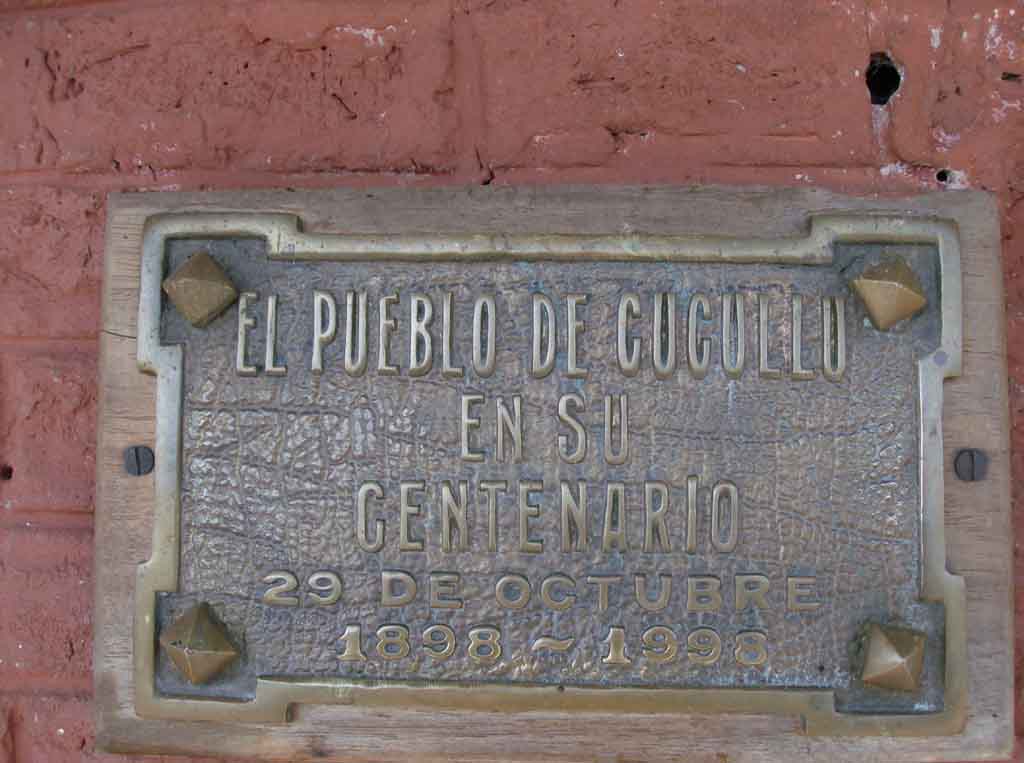 EL PUEBLO DE CUCULLU
EN SU
CENTENARIO
29 DE OCTUBRE
1898 ~ 1998